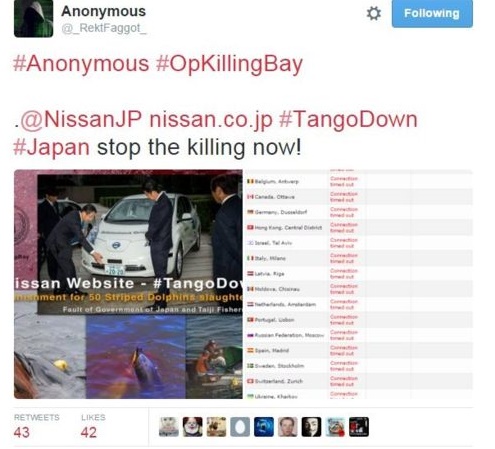 Anonymous
@_RektFaggot_
Following
#Anonymous #OpKillingBay
.@NissanJP nissan.co.jp #TangoDown
#Japan stop the killing now!
issan Website - #TangoDov
nishment for 50 Striped Dolphins slaughte
Fault of Government of Japan and Taiji Fisher
Connection timed out
Belgium, Antwerp Connection timed out
Canada, Ottawa Connection timed out
Germany, Dusseldorf Connection timed out
Hong Kong, Central District Connection timed out
Israel, Tel Aviv Connection timed out
Italy, Milano Connection timed out
Latvia, Riga Connection timed out
Moldova, Chisinau Connection timed out
Netherlands, Amsterdam Connection timed out
Portugal, Lisbon Connection timed out
Russian Federation, Moscow Connection timed out
Spain, Madrid Connection timed out
Sweden, Stockholm Connection timed out
Switzerland, Zurich Connection timed out
Ukraine, Kharkov Connection
RETWEETS LIKES
43 42